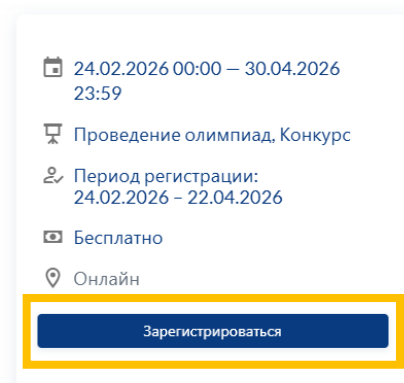 24.02.2026 00:00 — 30.04.2026
23:59
Проведение олимпиад, Конкурс
Период регистрации:
24.02.2026 – 22.04.2026
Бесплатно
Онлайн
Зарегистрироваться